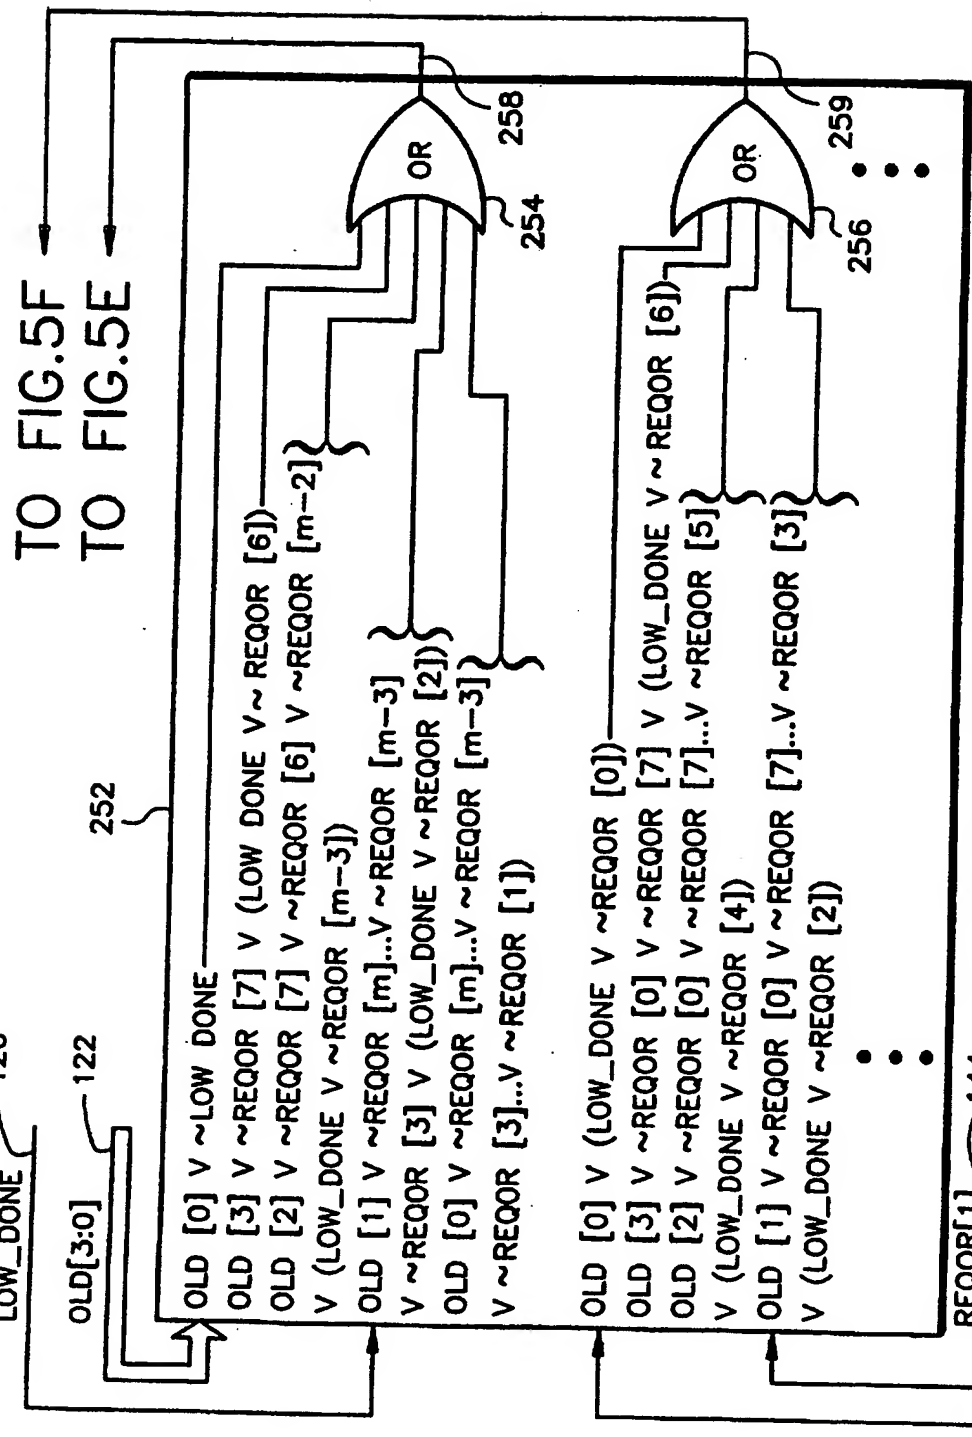 TO FIG.5F
TO FIG.5E
LOW_DONE
OLD[3:0]
122
252
OLD [0] V ~LOW DONE
OLD [3] V ~REQOR [7] V (LOW DONE V~ REQOR [6])
OLD [2] V ~REQOR [7] V ~REQOR [6] V ~REQOR [m-2]
V (LOW_DONE V ~REQOR [m-3])
OLD [1] V ~REQOR [m]...V ~REQOR [m-3]
V ~REQOR [3] V (LOW_DONE V ~REQOR [2])
OLD [0] V ~REQOR [m]...V ~REQOR [m-3]
V ~REQOR [3]...V ~REQOR [1])
OR
254
258
OLD [0] V (LOW_DONE V ~REQOR [0])
OLD [3] V ~REQOR [0] V ~REQOR [7] V (LOW_DONE V ~REQOR [6])
OLD [2] V ~REQOR [0] V ~REQOR [7]...V ~REQOR [5]
V (LOW_DONE V ~REQOR [4])
OLD [1] V ~REQOR [0] V ~REQOR [7]...V ~REQOR [3]
V (LOW_DONE V ~REQOR [2])
OR
256
259
REQOR[1]